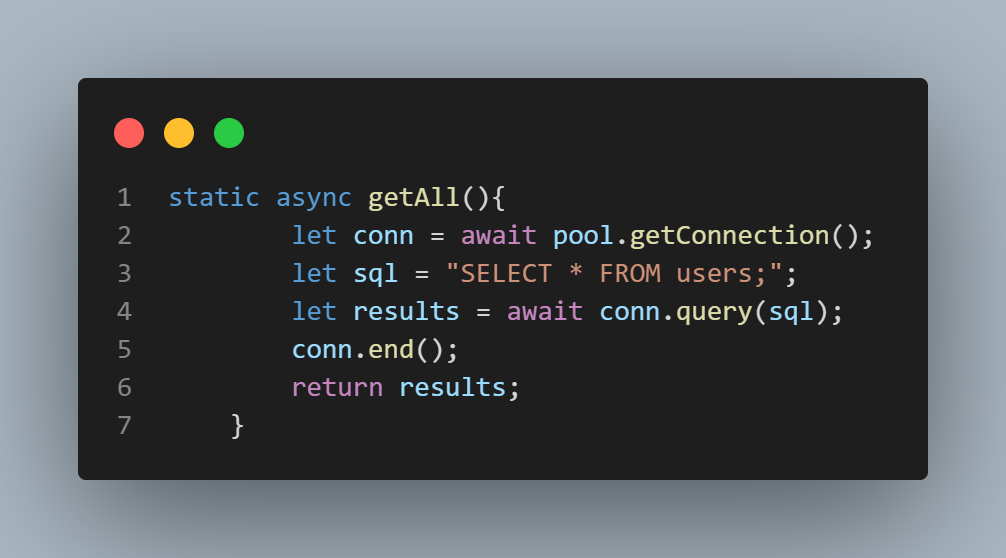 1 static async getAll(){
2         let conn = await pool.getConnection();
3         let sql = "SELECT * FROM users;";
4         let results = await conn.query(sql);
5         conn.end();
6         return results;
7     }